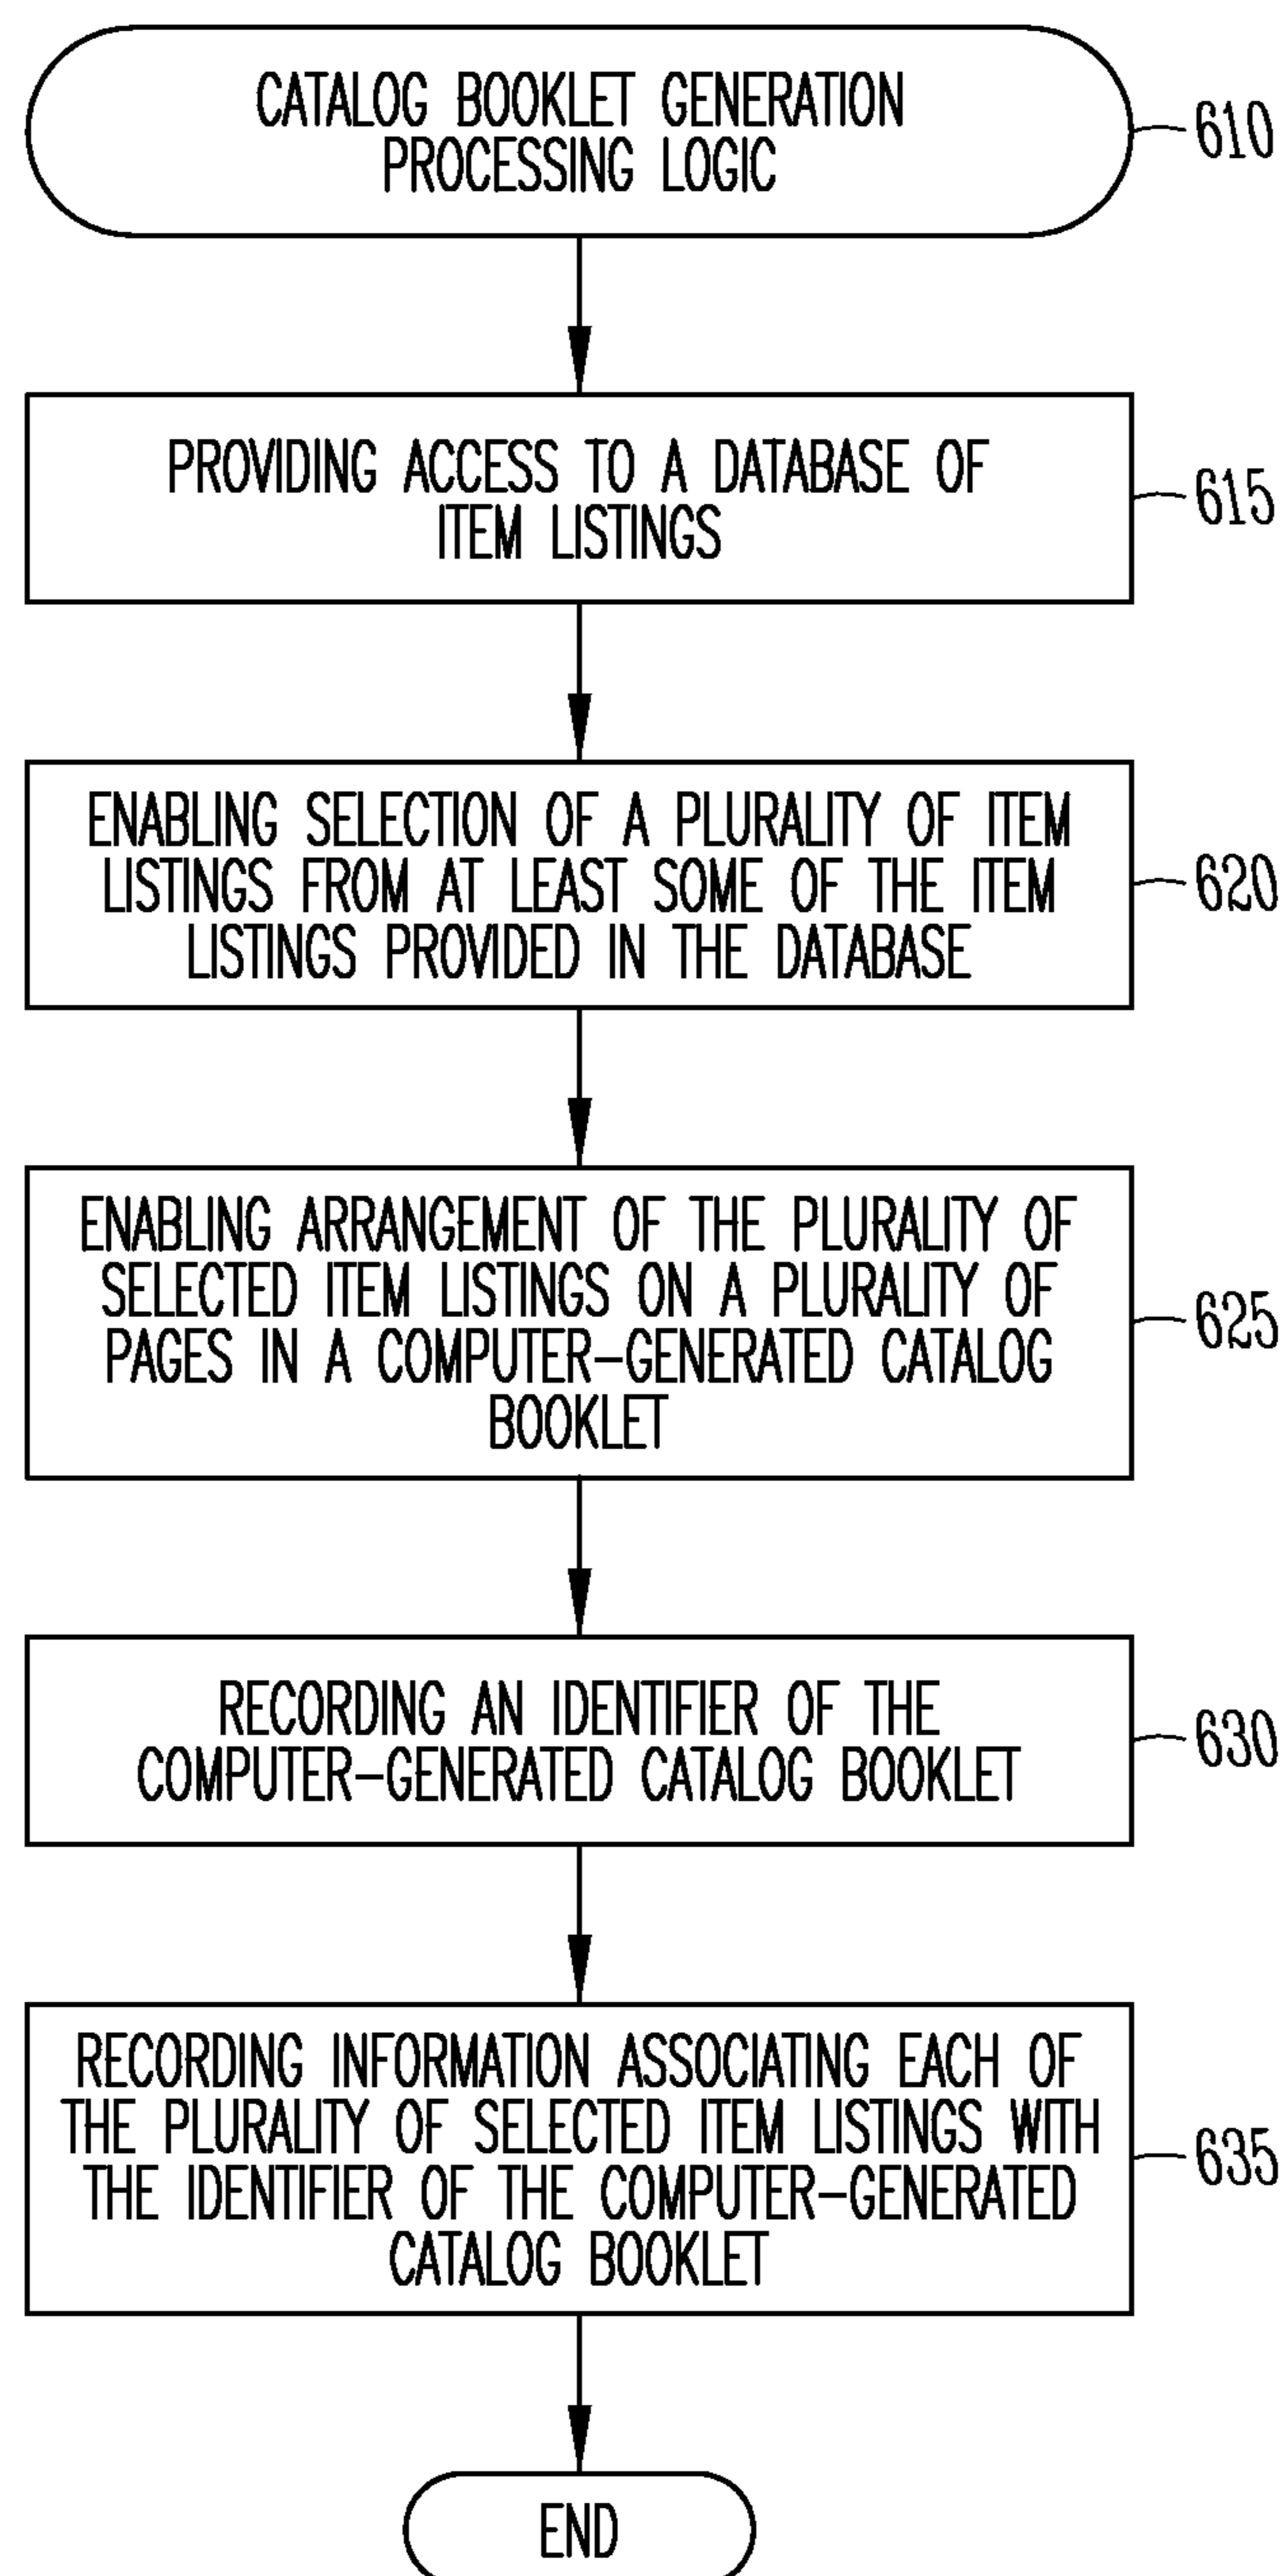 CATALOG BOOKLET GENERATION
PROCESSING LOGIC
610
PROVIDING ACCESS TO A DATABASE OF
ITEM LISTINGS
615
ENABLING SELECTION OF A PLURALITY OF ITEM
LISTINGS FROM AT LEAST SOME OF THE ITEM
LISTINGS PROVIDED IN THE DATABASE
620
ENABLING ARRANGEMENT OF THE PLURALITY OF
SELECTED ITEM LISTINGS ON A PLURALITY OF
PAGES IN A COMPUTER-GENERATED CATALOG
BOOKLET
625
RECORDING AN IDENTIFIER OF THE
COMPUTER-GENERATED CATALOG BOOKLET
630
RECORDING INFORMATION ASSOCIATING EACH OF
THE PLURALITY OF SELECTED ITEM LISTINGS WITH
THE IDENTIFIER OF THE COMPUTER-GENERATED
CATALOG BOOKLET
635
END